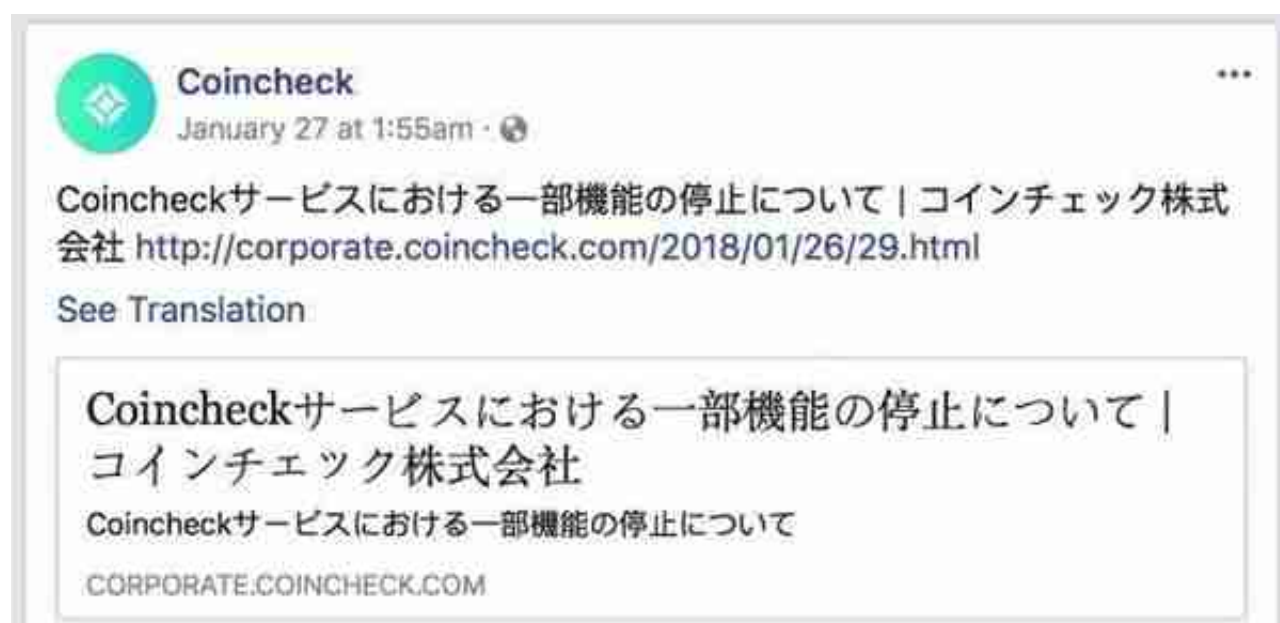 Coincheck
January 27 at 1:55am ·
Coincheckサービスにおける一部機能の停止について | コインチェック株式
会社 http://corporate.coincheck.com/2018/01/26/29.html
See Translation
Coincheckサービスにおける一部機能の停止について |
コインチェック株式会社
Coincheckサービスにおける一部機能の停止について
CORPORATE.COINCHECK.COM